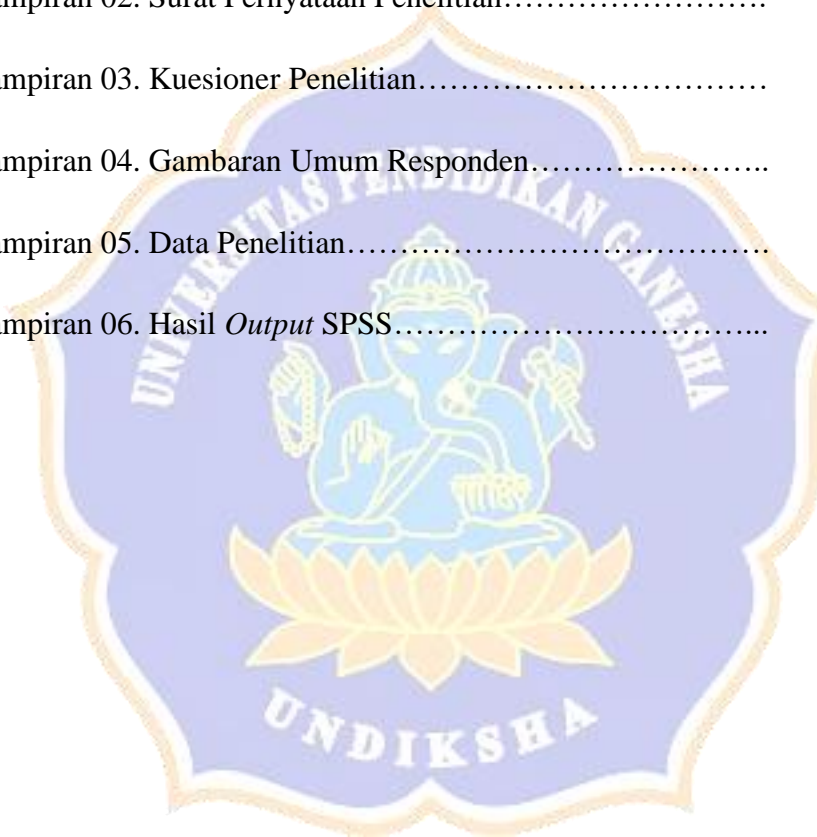 ampiran 02. Surat Pernyataan Penelitian…………………….
ampiran 03. Kuesioner Penelitian……………………………
ampiran 04. Gambaran Umum Responden…………………..
ampiran 05. Data Penelitian………………………………….
ampiran 06. Hasil Output SPSS……………………………...
UNIVERSITAS PENDIDIKAN GANESHA
UNDIKSHA